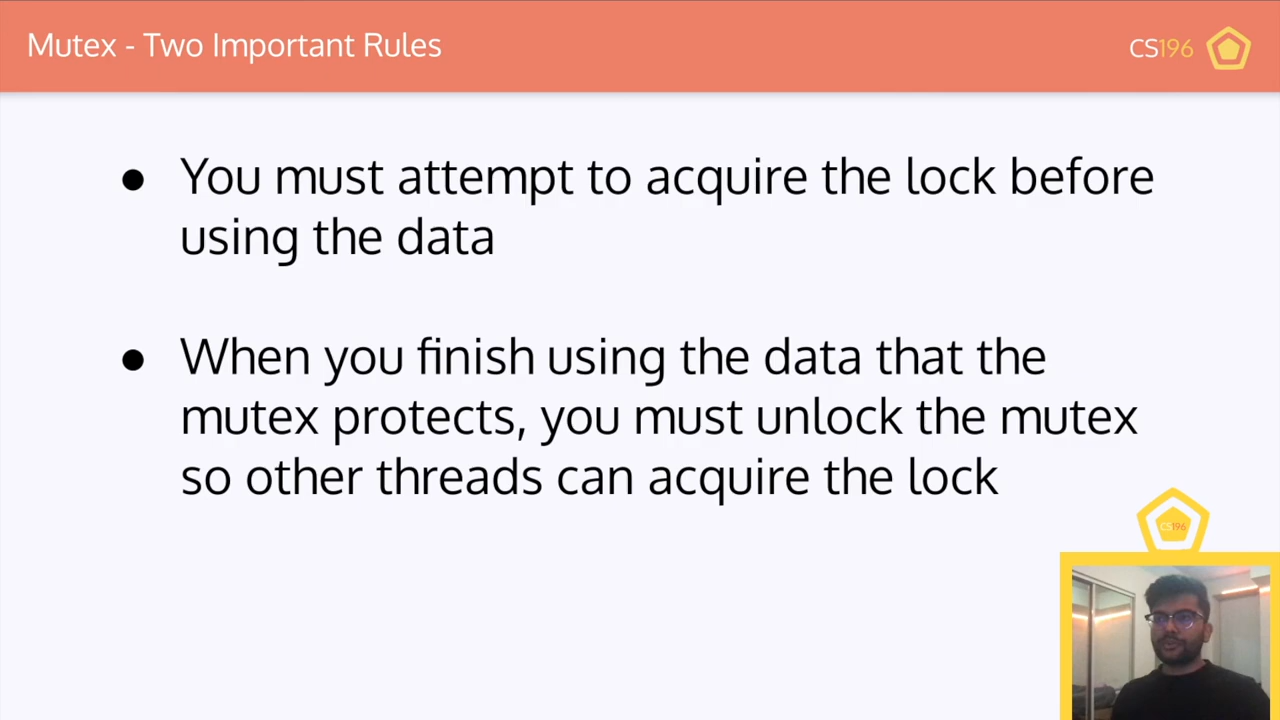 Mutex - Two Important Rules
CS196
● You must attempt to acquire the lock before
using the data
● When you finish using the data that the
mutex protects, you must unlock the mutex
so other threads can acquire the lock
CS196